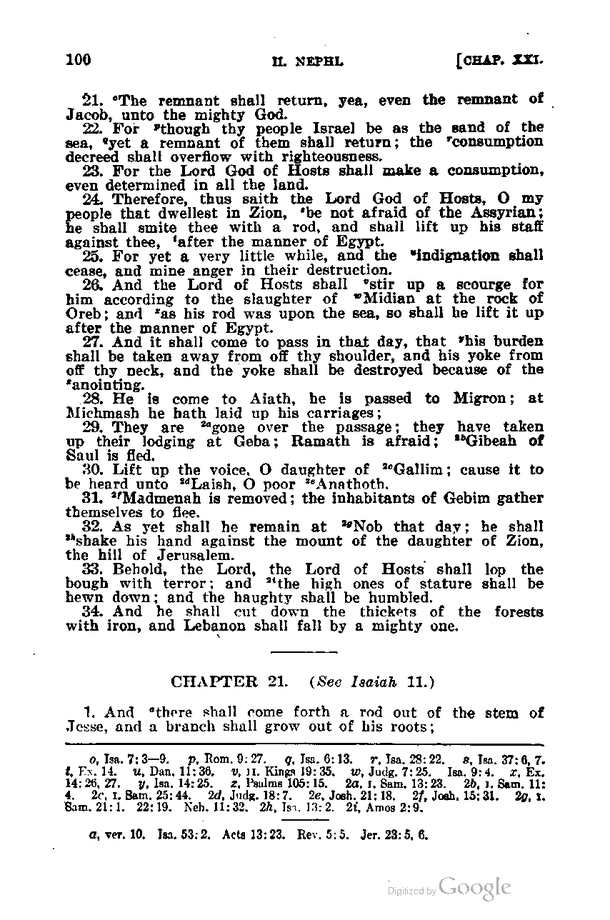 100 II. NEPHI. [CHAP. XXI.
21. ᵒThe remnant shall return, yea, even the remnant of
Jacob, unto the mighty God.
22. For ᵖthough thy people Israel be as the sand of the
sea, ᑫyet a remnant of them shall return; the ʳconsumption
decreed shall overflow with righteousness.
23. For the Lord God of Hosts shall make a consumption,
even determined in all the land.
24. Therefore, thus saith the Lord God of Hosts, O my
people that dwellest in Zion, ˢbe not afraid of the Assyrian;
he shall smite thee with a rod, and shall lift up his staff
against thee, ᵗafter the manner of Egypt.
25. For yet a very little while, and the ᵘindignation shall
cease, and mine anger in their destruction.
26. And the Lord of Hosts shall ᵛstir up a scourge for
him according to the slaughter of ʷMidian at the rock of
Oreb; and ˣas his rod was upon the sea, so shall he lift it up
after the manner of Egypt.
27. And it shall come to pass in that day, that ʸhis burden
shall be taken away from off thy shoulder, and his yoke from
off thy neck, and the yoke shall be destroyed because of the
ᶻanointing.
28. He is come to Aiath, he is passed to Migron; at
Michmash he hath laid up his carriages;
29. They are ²ᵃgone over the passage; they have taken
up their lodging at Geba; Ramath is afraid; ²ᵇGibeah of
Saul is fled.
30. Lift up the voice, O daughter of ²ᶜGallim; cause it to
be heard unto ²ᵈLaish, O poor ²ᵉAnathoth.
31. ²ᶠMadmenah is removed; the inhabitants of Gebim gather
themselves to flee.
32. As yet shall he remain at ²ᵍNob that day; he shall
²ʰshake his hand against the mount of the daughter of Zion,
the hill of Jerusalem.
33. Behold, the Lord, the Lord of Hosts shall lop the
bough with terror; and ²ⁱthe high ones of stature shall be
hewn down; and the haughty shall be humbled.
34. And he shall cut down the thickets of the forests
with iron, and Lebanon shall fall by a mighty one.
CHAPTER 21. (See Isaiah 11.)
1. And ᵃthere shall come forth a rod out of the stem of
Jesse, and a branch shall grow out of his roots;
o, Isa. 7:3—9. p, Rom. 9:27. q, Isa. 6:13. r, Isa. 28:22. s, Isa. 37:6, 7.
t, Ex. 14. u, Dan. 11:36. v, II. Kings 19:35. w, Judg. 7:25. Isa. 9:4. x, Ex.
14:26, 27. y, Isa. 14:25. z, Psalms 105:15. 2a, I. Sam. 13:23. 2b, I. Sam. 11:
4. 2c, I. Sam. 25:44. 2d, Judg. 18:7. 2e, Josh. 21:18. 2f, Josh. 15:31. 2g, I.
Sam. 21:1. 22:19. Neh. 11:32. 2h, Isa. 13:2. 2i, Amos 2:9.
a, ver. 10. Isa. 53:2. Acts 13:23. Rev. 5:5. Jer. 23:5, 6.
Digitized by Google